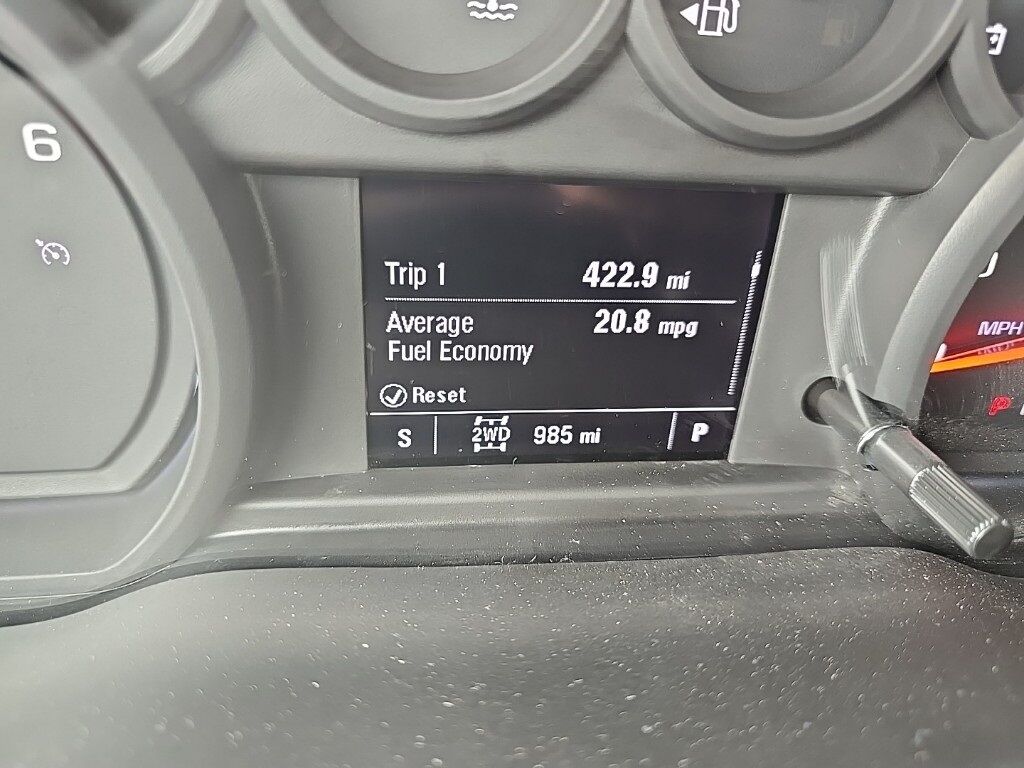 6
Trip 1 422.9 mi
Average 20.8 mpg
Fuel Economy
Reset
S 2WD 985 mi P
MPH
P